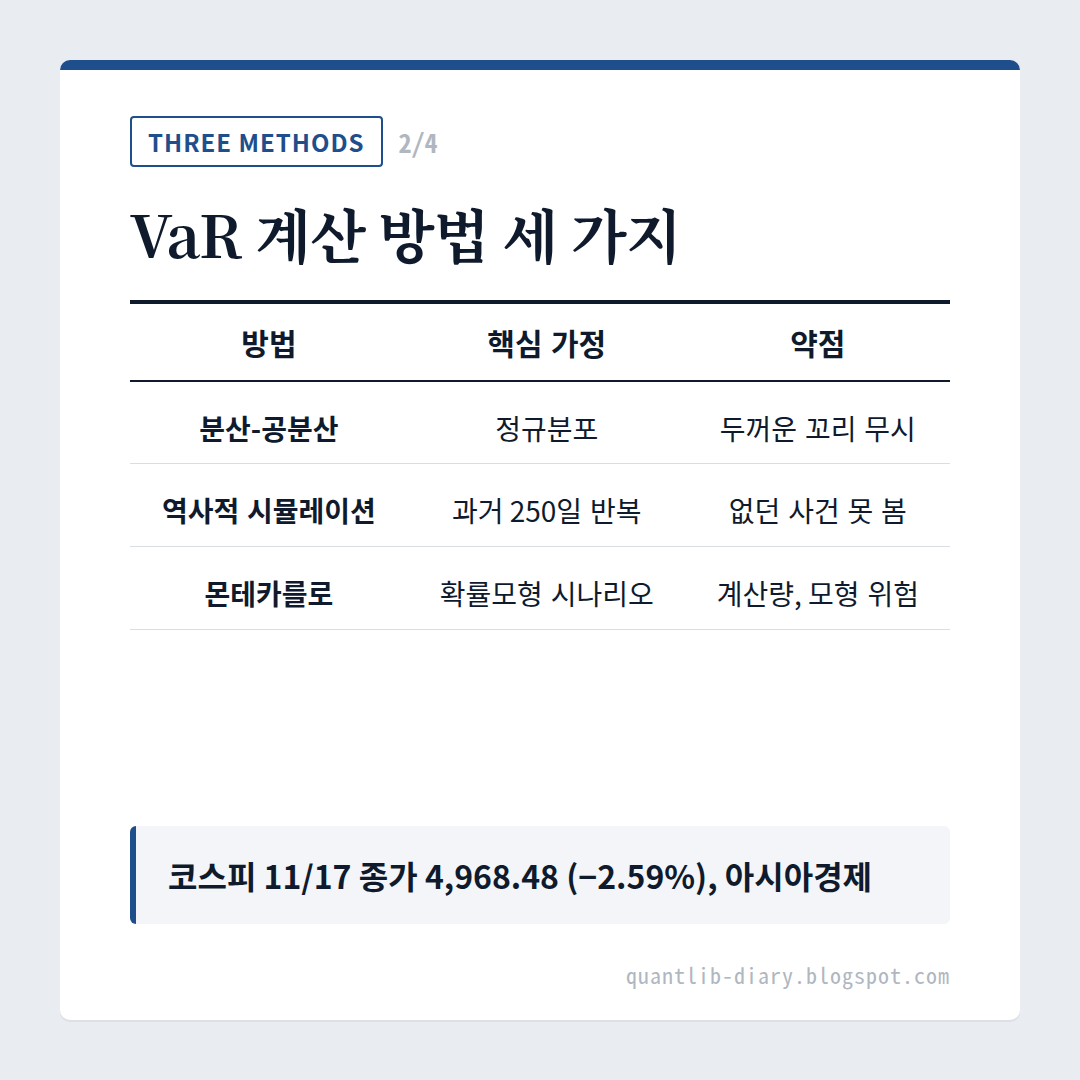 THREE METHODS 2/4
VaR 계산 방법 세 가지
방법 핵심 가정 약점
분산-공분산 정규분포 두꺼운 꼬리 무시
역사적 시뮬레이션 과거 250일 반복 없던 사건 못 봄
몬테카를로 확률모형 시나리오 계산량, 모형 위험
코스피 11/17 종가 4,968.48 (−2.59%), 아시아경제
quantlib-diary.blogspot.com